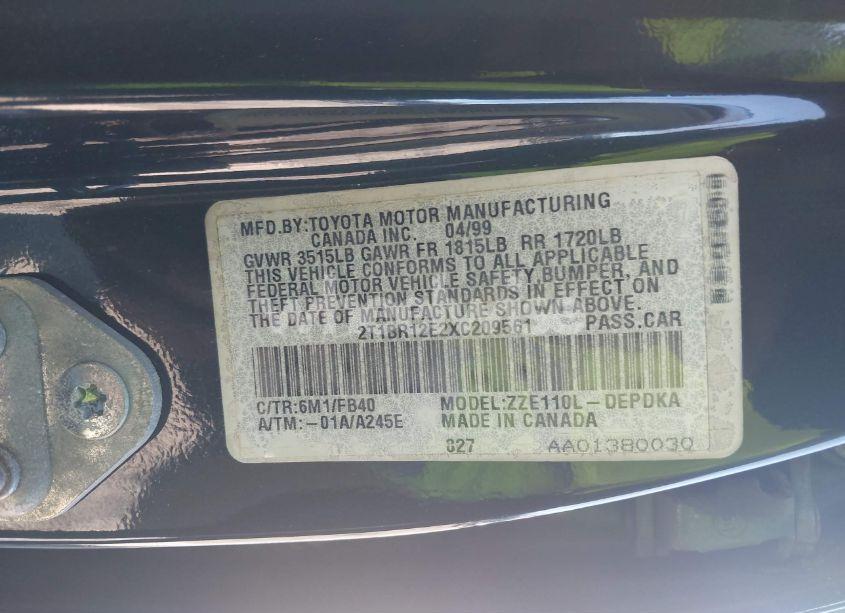 MFD.BY:TOYOTA MOTOR MANUFACTURING
CANADA INC. 04/99
GVWR 3515LB GAWR FR 1815LB RR 1720LB
THIS VEHICLE CONFORMS TO ALL APPLICABLE
FEDERAL MOTOR VEHICLE SAFETY, BUMPER, AND
THEFT PREVENTION STANDARDS IN EFFECT ON
THE DATE OF MANUFACTURE SHOWN ABOVE.
2T1BR12E2XC209561 PASS.CAR
C/TR:6M1/FB40 MODEL:ZZE110L-DEPDKA
A/TM:-01A/A245E MADE IN CANADA
827 AA01380030